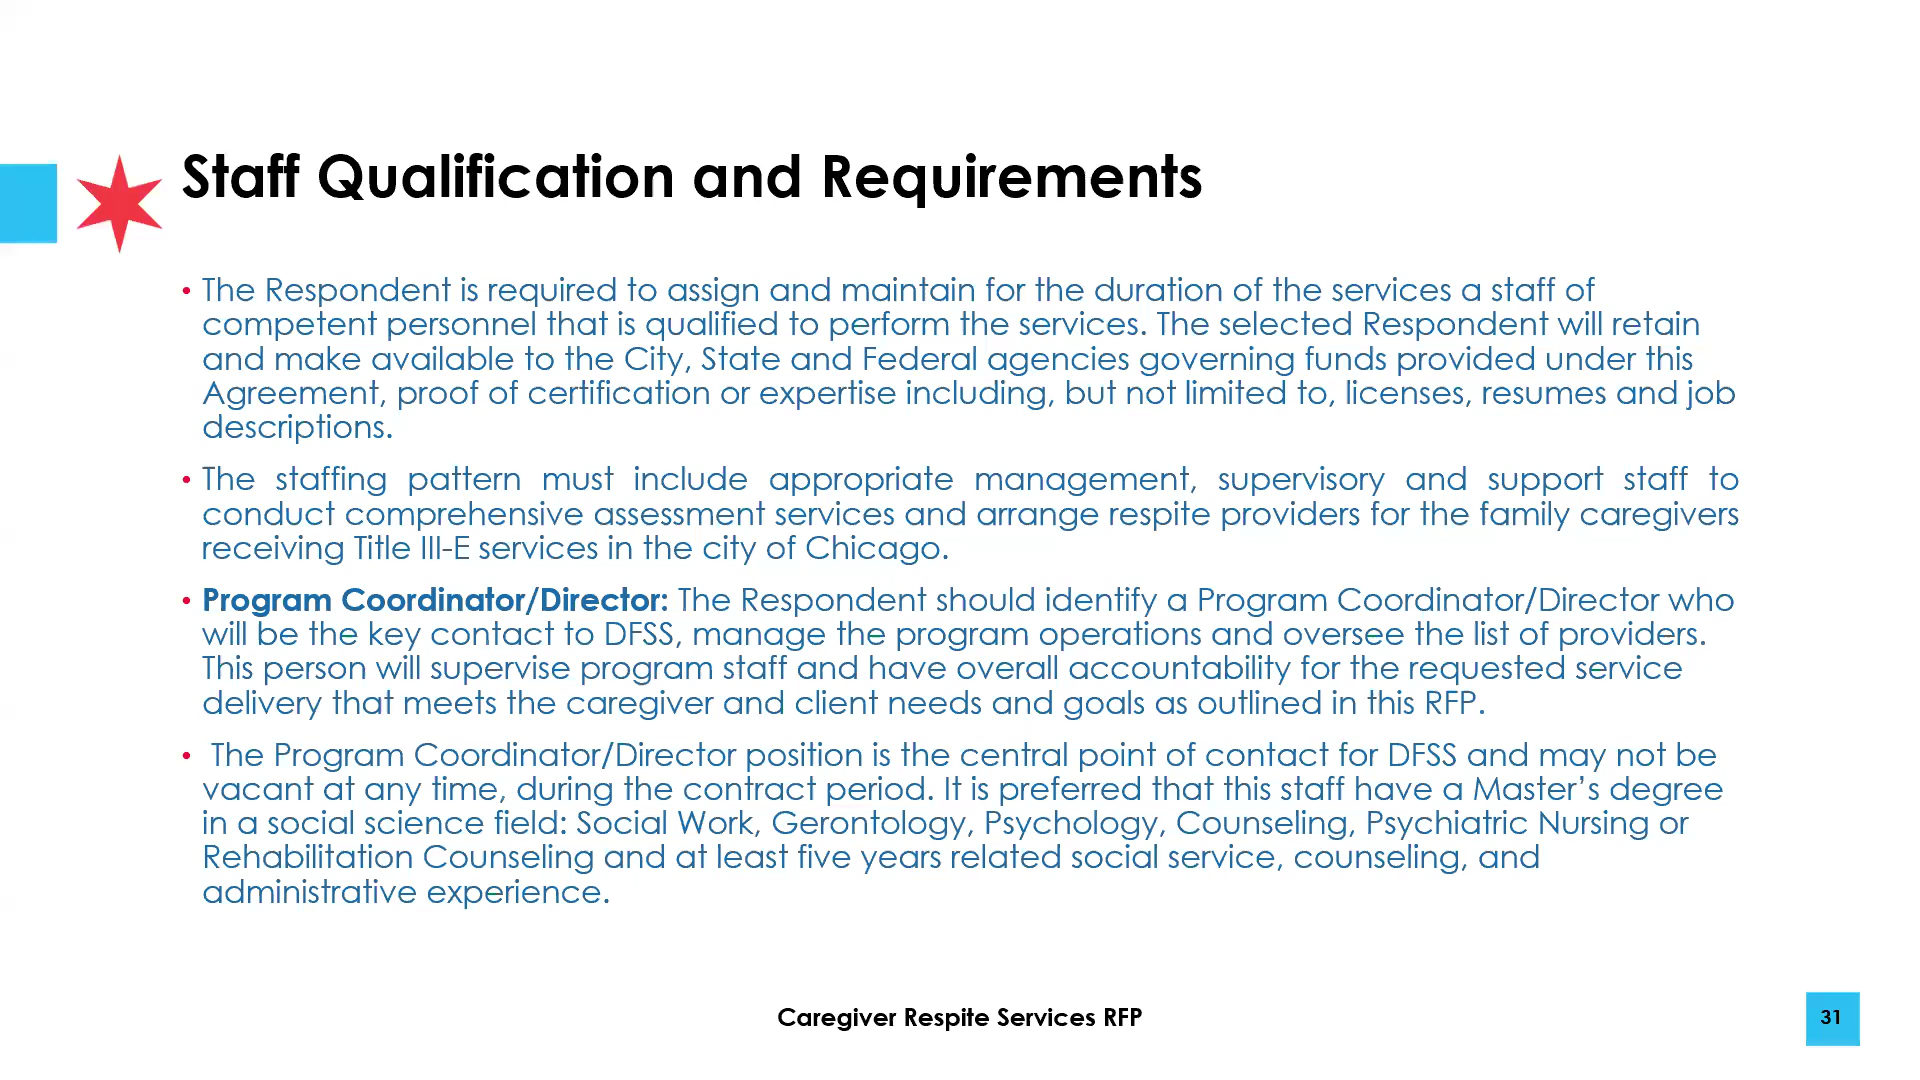 Staff Qualification and Requirements
• The Respondent is required to assign and maintain for the duration of the services a staff of
competent personnel that is qualified to perform the services. The selected Respondent will retain
and make available to the City, State and Federal agencies governing funds provided under this
Agreement, proof of certification or expertise including, but not limited to, licenses, resumes and job
descriptions.
• The staffing pattern must include appropriate management, supervisory and support staff to
conduct comprehensive assessment services and arrange respite providers for the family caregivers
receiving Title III-E services in the city of Chicago.
• Program Coordinator/Director: The Respondent should identify a Program Coordinator/Director who
will be the key contact to DFSS, manage the program operations and oversee the list of providers.
This person will supervise program staff and have overall accountability for the requested service
delivery that meets the caregiver and client needs and goals as outlined in this RFP.
• The Program Coordinator/Director position is the central point of contact for DFSS and may not be
vacant at any time, during the contract period. It is preferred that this staff have a Master’s degree
in a social science field: Social Work, Gerontology, Psychology, Counseling, Psychiatric Nursing or
Rehabilitation Counseling and at least five years related social service, counseling, and
administrative experience.
Caregiver Respite Services RFP
31